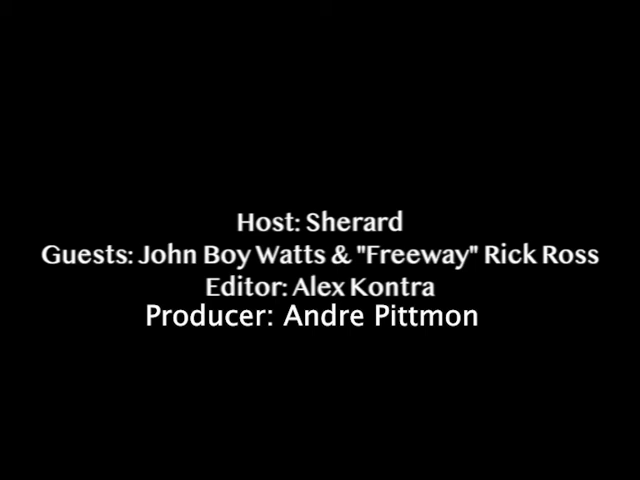 Host: Sherard
Guests: John Boy Watts & "Freeway" Rick Ross
Editor: Alex Kontra
Producer: Andre Pittmon